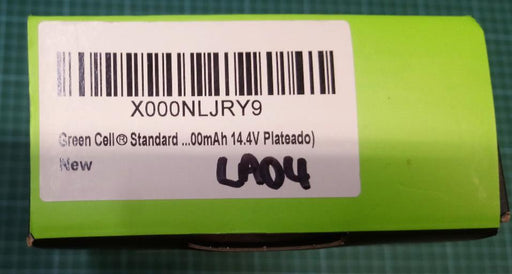 X000NLJRY9
Green Cell® Standard ...00mAh 14.4V Plateado)
New
LA04